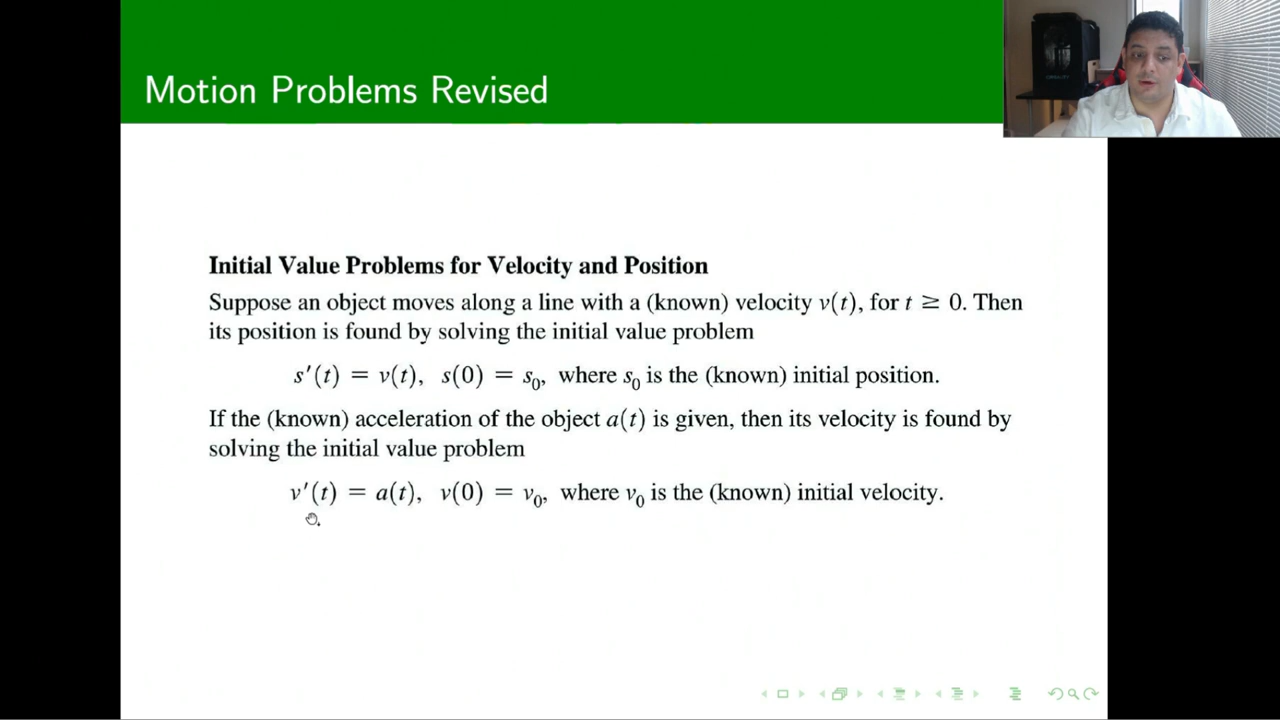 Motion Problems Revised
Initial Value Problems for Velocity and Position
Suppose an object moves along a line with a (known) velocity v(t), for t ≥ 0. Then
its position is found by solving the initial value problem
s′(t) = v(t), s(0) = s₀, where s₀ is the (known) initial position.
If the (known) acceleration of the object a(t) is given, then its velocity is found by
solving the initial value problem
v′(t) = a(t), v(0) = v₀, where v₀ is the (known) initial velocity.